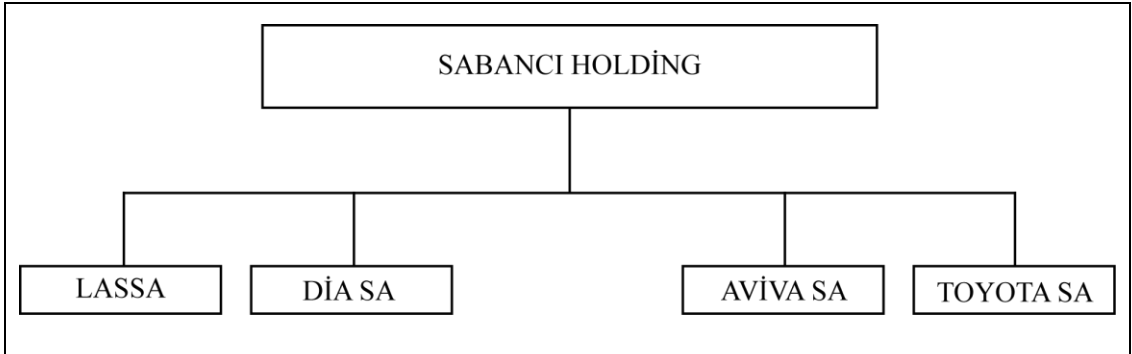 SABANCI HOLDİNG
LASSA
DİA SA
AVİVA SA
TOYOTA SA